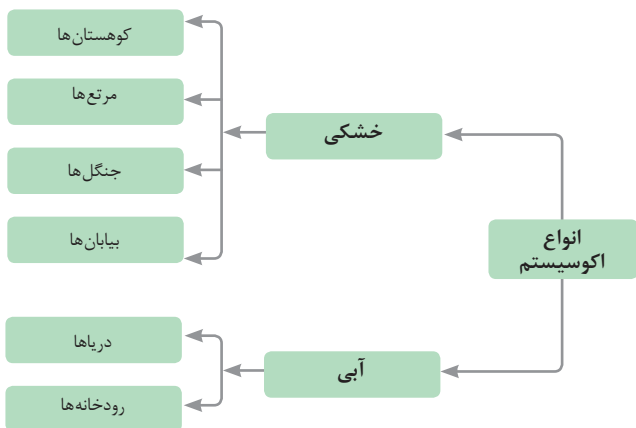 انواع
اکوسیستم
خشکی
کوهستان‌ها
مرتع‌ها
جنگل‌ها
بیابان‌ها
آبی
دریاها
رودخانه‌ها